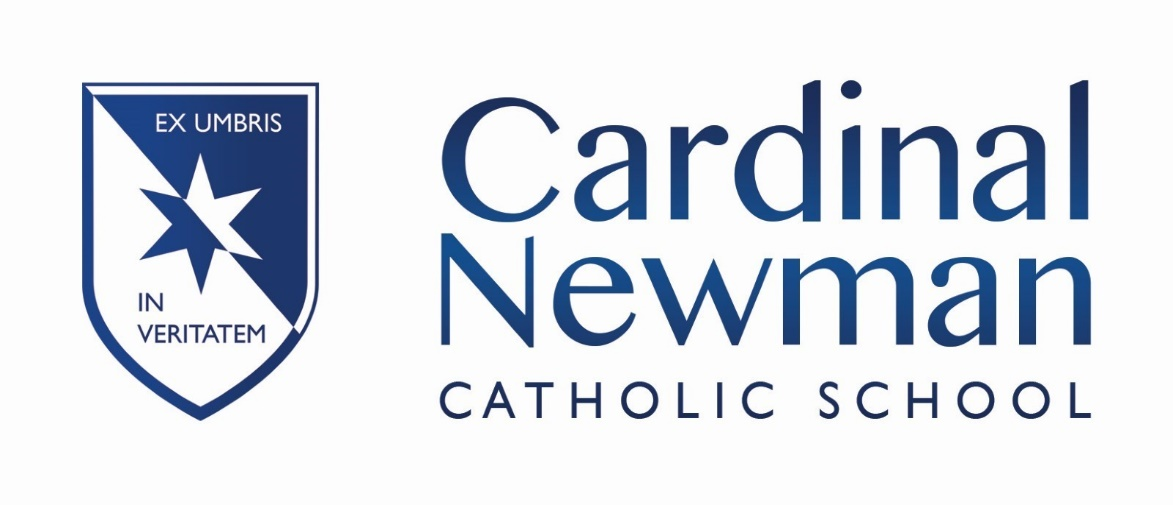 EX UMBRIS
IN
VERITATEM
Cardinal
Newman
CATHOLIC SCHOOL